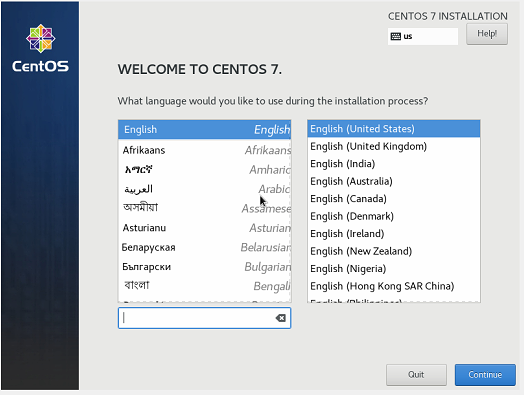 CentOS
CENTOS 7 INSTALLATION
us
Help!
WELCOME TO CENTOS 7.
What language would you like to use during the installation process?
English English
Afrikaans Afrikaans
አማርኛ Amharic
العربية Arabic
অসমীয়া Assamese
Asturianu Asturian
Беларуская Belarusian
Български Bulgarian
বাংলা Bengali
English (United States)
English (United Kingdom)
English (India)
English (Australia)
English (Canada)
English (Denmark)
English (Ireland)
English (New Zealand)
English (Nigeria)
English (Hong Kong SAR China)
English (Philippines)
Quit
Continue